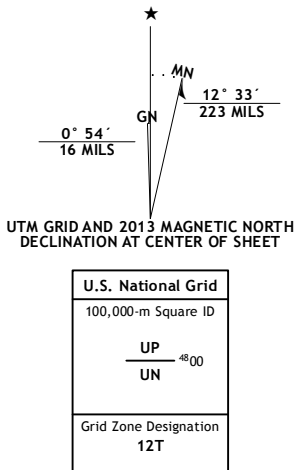 MN
GN
12° 33´
223 MILS
0° 54´
16 MILS
UTM GRID AND 2013 MAGNETIC NORTH
DECLINATION AT CENTER OF SHEET
U.S. National Grid
100,000-m Square ID
UP
4800
UN
Grid Zone Designation
12T